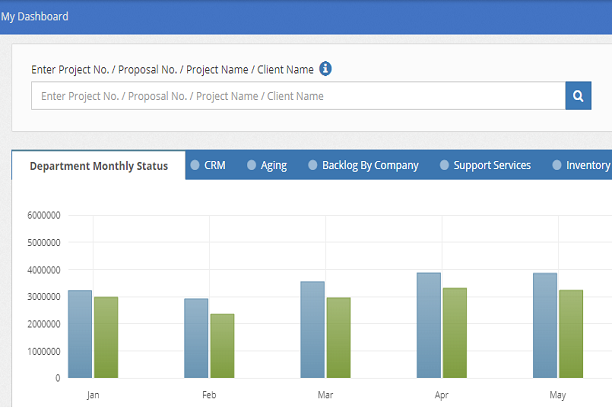 My Dashboard
Enter Project No. / Proposal No. / Project Name / Client Name
Enter Project No. / Proposal No. / Project Name / Client Name
Department Monthly Status CRM Aging Backlog By Company Support Services Inventory
6000000
5000000
4000000
3000000
2000000
1000000
0
Jan Feb Mar Apr May